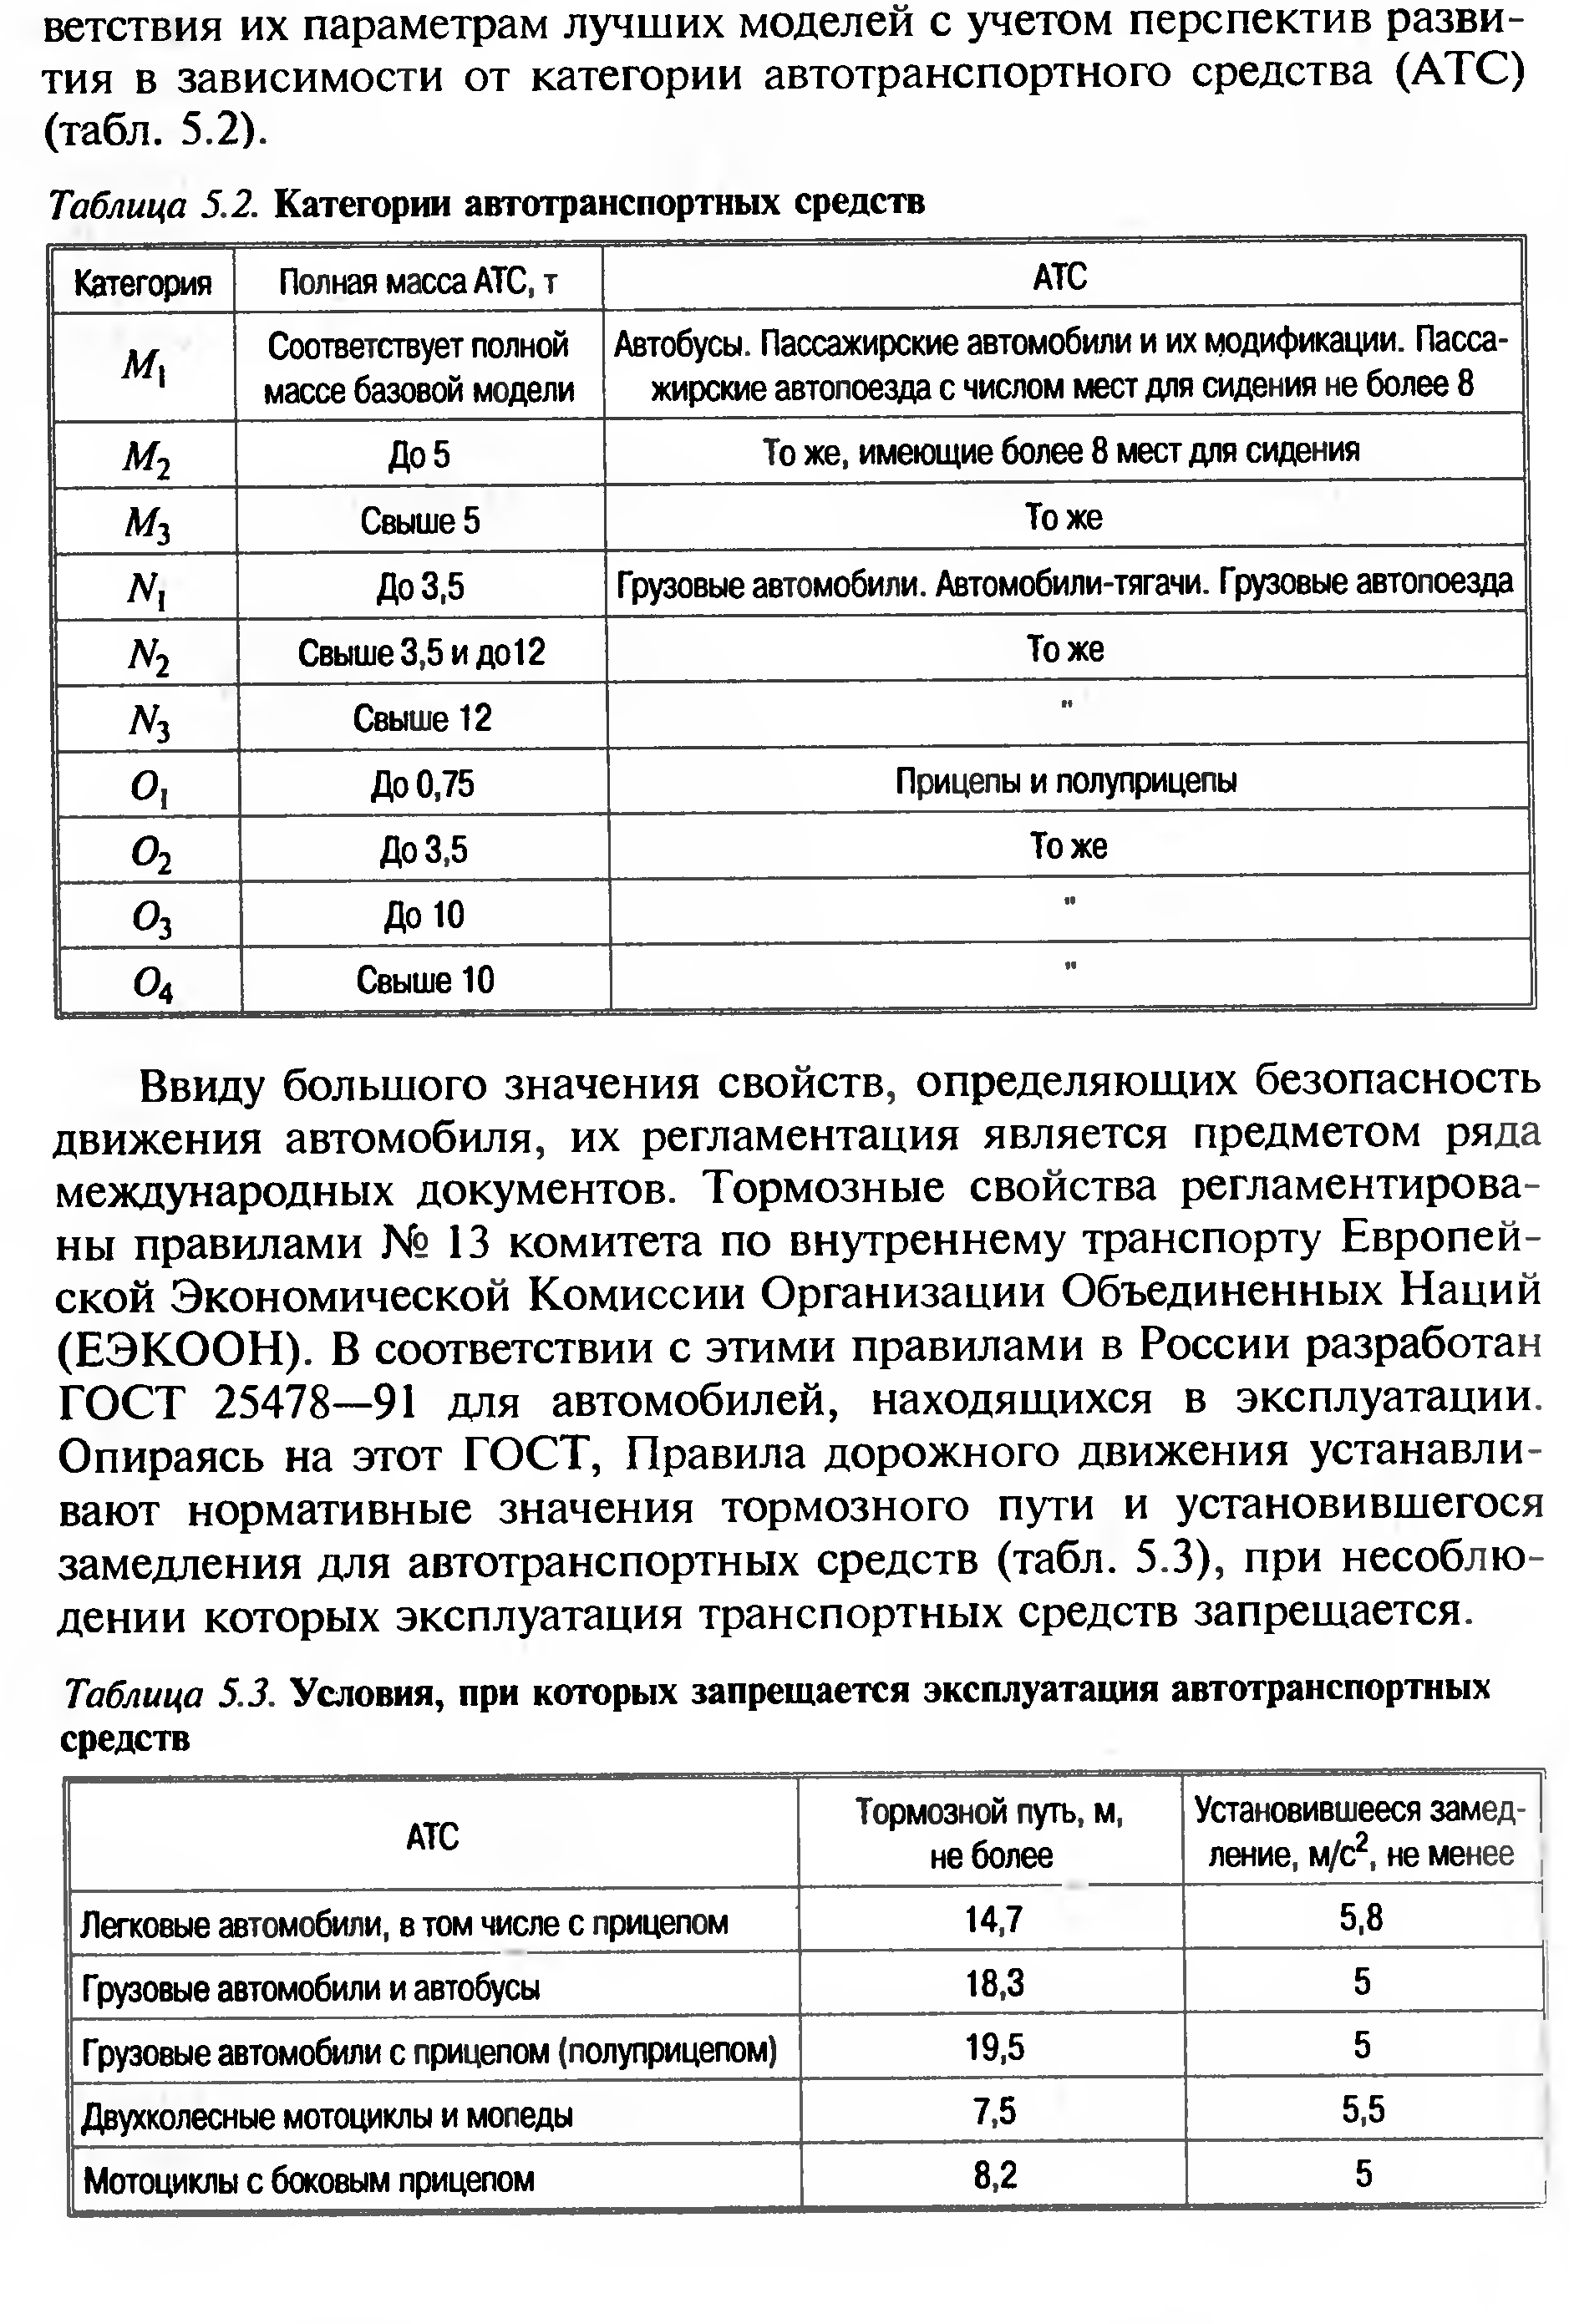 ветствия их параметрам лучших моделей с учетом перспектив разви-
тия в зависимости от категории автотранспортного средства (АТС)
(табл. 5.2).
Таблица 5.2. Категории автотранспортных средств
Категория Полная масса АТС, т АТС
M1 Соответствует полной массе базовой модели Автобусы. Пассажирские автомобили и их модификации. Пасса-
жирские автопоезда с числом мест для сидения не более 8
M2 До 5 То же, имеющие более 8 мест для сидения
M3 Свыше 5 То же
N1 До 3,5 Грузовые автомобили. Автомобили-тягачи. Грузовые автопоезда
N2 Свыше 3,5 и до12 То же
N3 Свыше 12 "
O1 До 0,75 Прицепы и полуприцепы
O2 До 3,5 То же
O3 До 10 "
O4 Свыше 10 "
Ввиду большого значения свойств, определяющих безопасность
движения автомобиля, их регламентация является предметом ряда
международных документов. Тормозные свойства регламентирова-
ны правилами № 13 комитета по внутреннему транспорту Европей-
ской Экономической Комиссии Организации Объединенных Наций
(ЕЭКООН). В соответствии с этими правилами в России разработан
ГОСТ 25478—91 для автомобилей, находящихся в эксплуатации.
Опираясь на этот ГОСТ, Правила дорожного движения устанавли-
вают нормативные значения тормозного пути и установившегося
замедления для автотранспортных средств (табл. 5.3), при несоблю-
дении которых эксплуатация транспортных средств запрещается.
Таблица 5.3. Условия, при которых запрещается эксплуатация автотранспортных
средств
АТС Тормозной путь, м, не более Установившееся замед-
ление, м/с², не менее
Легковые автомобили, в том числе с прицепом 14,7 5,8
Грузовые автомобили и автобусы 18,3 5
Грузовые автомобили с прицепом (полуприцепом) 19,5 5
Двухколесные мотоциклы и мопеды 7,5 5,5
Мотоциклы с боковым прицепом 8,2 5